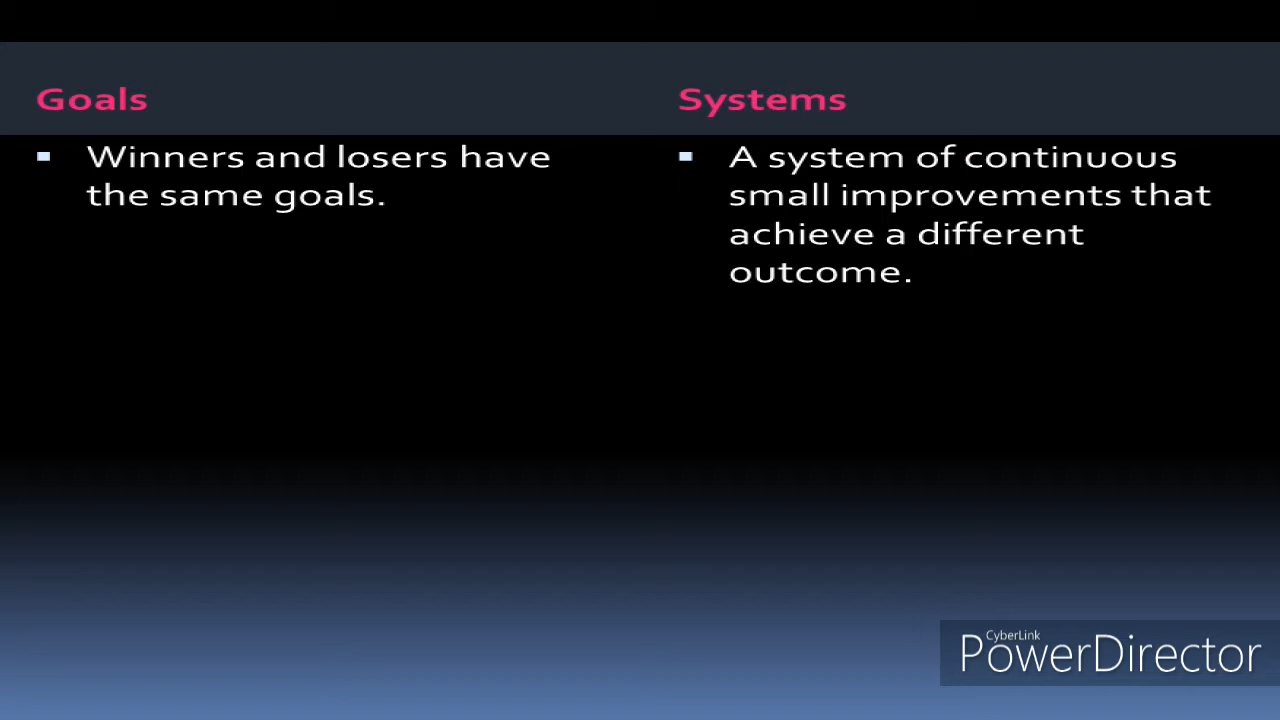 Goals
Winners and losers have
the same goals.
Systems
A system of continuous
small improvements that
achieve a different
outcome.
CyberLink
PowerDirector